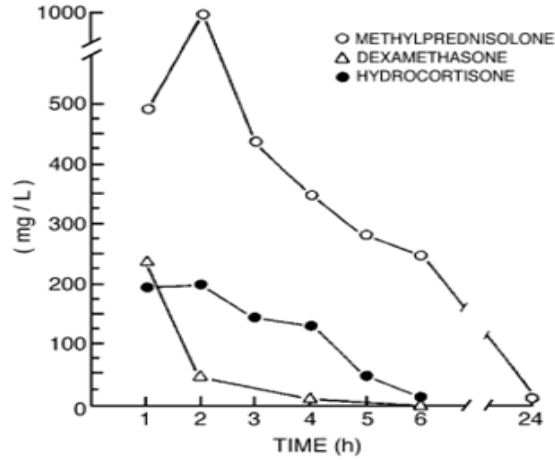 1000
○ METHYLPREDNISOLONE
△ DEXAMETHASONE
● HYDROCORTISONE
500
400
300
200
100
0
(mg/L)
1 2 3 4 5 6 24
TIME (h)